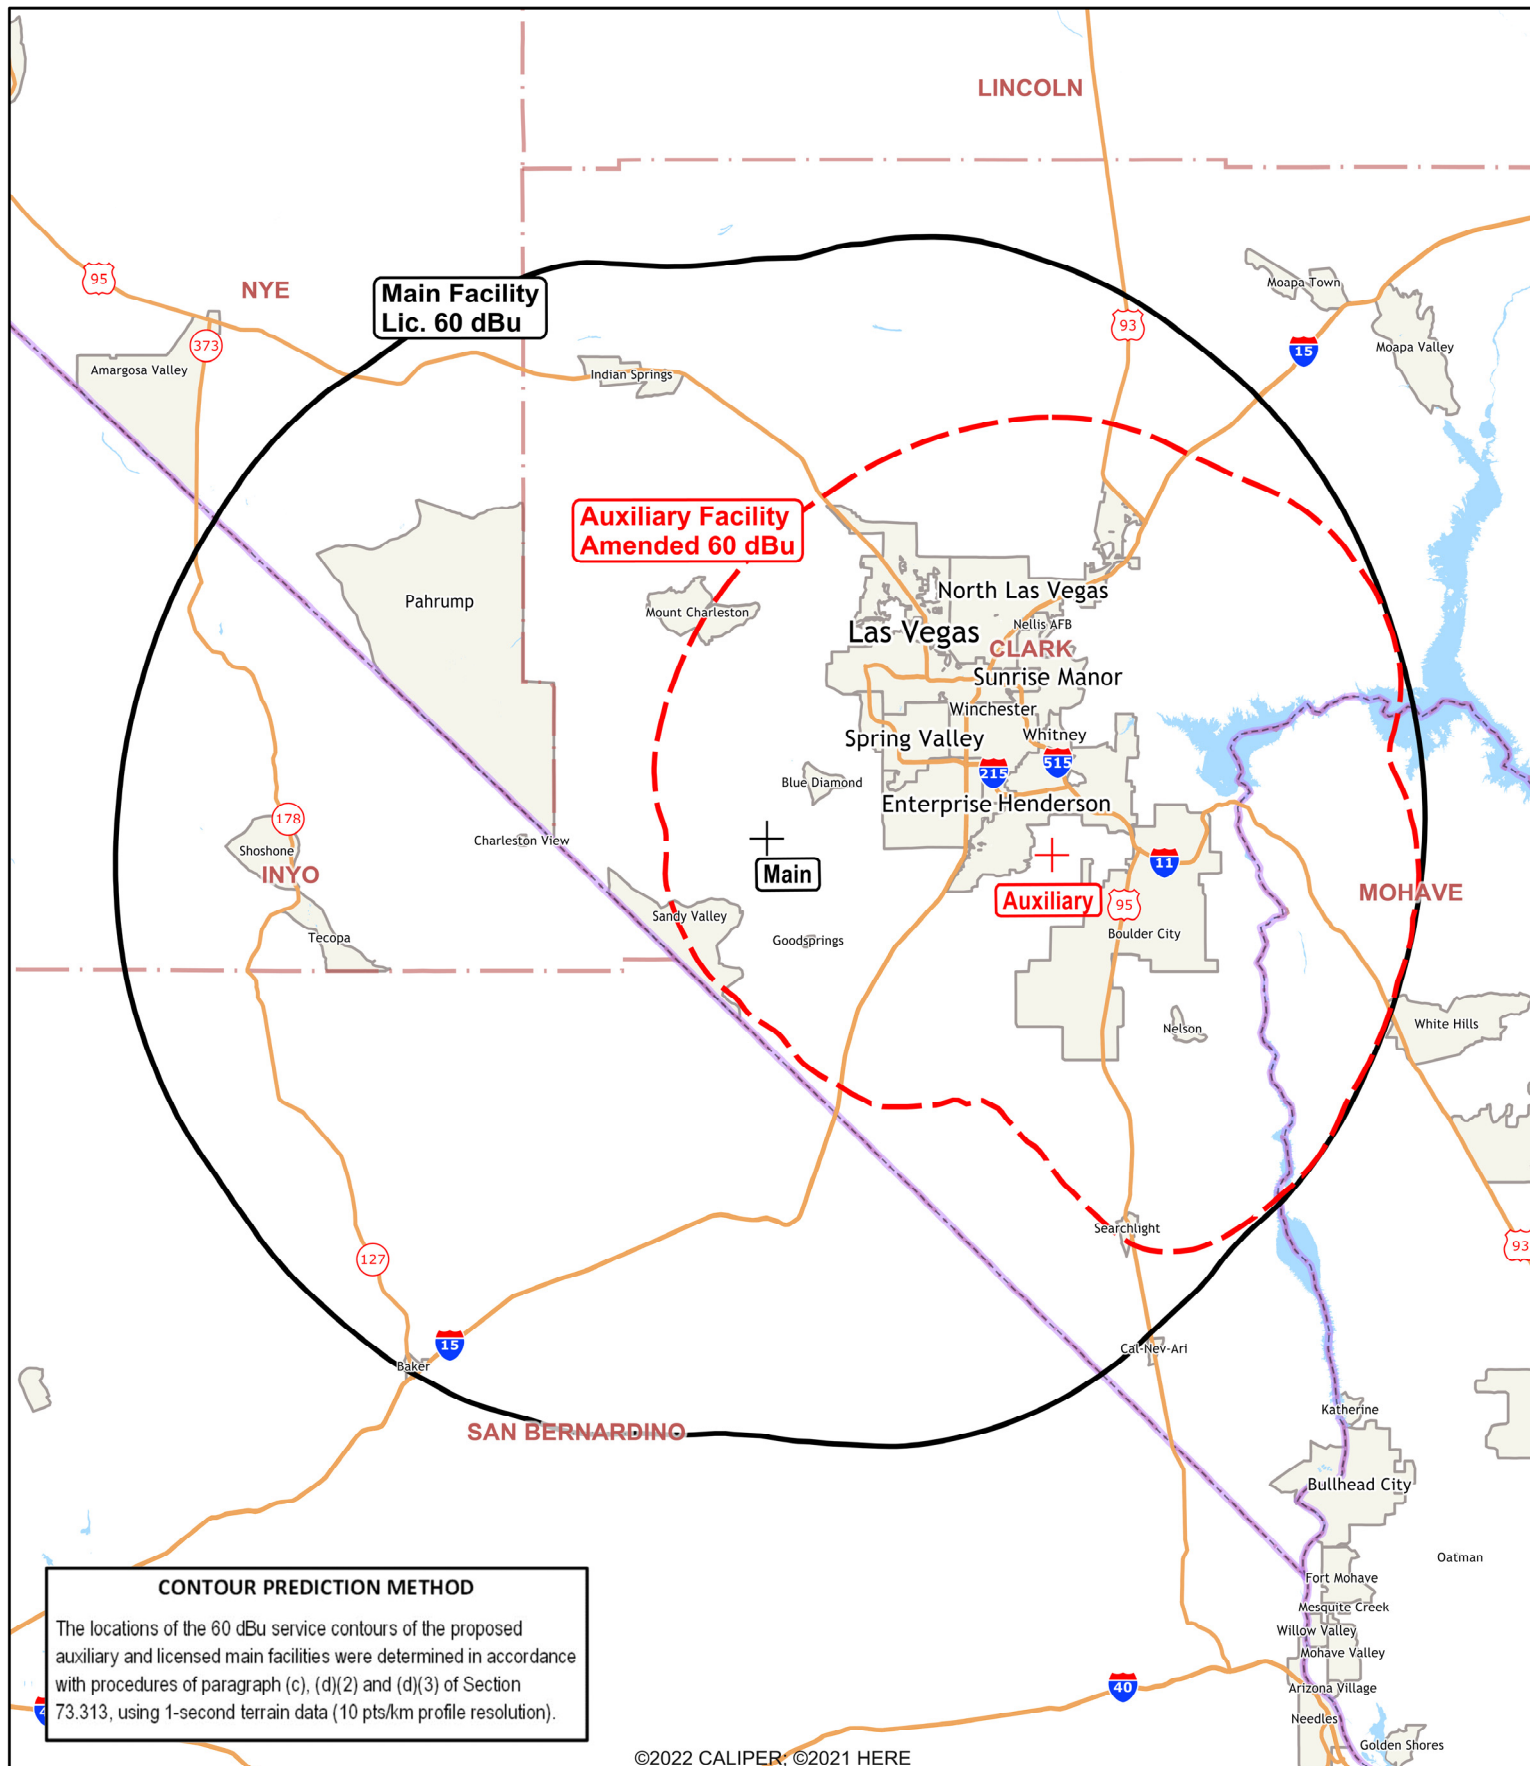 LINCOLN
95
NYE
Main Facility
Lic. 60 dBu
Moapa Town
93
373
15
Moapa Valley
Amargosa Valley
Indian Springs
Auxiliary Facility
Amended 60 dBu
Pahrump
Mount Charleston
North Las Vegas
Nellis AFB
Las Vegas
CLARK
Sunrise Manor
Winchester
Spring Valley
Whitney
215
515
Blue Diamond
Enterprise
Henderson
178
Charleston View
Shoshone
INYO
Main
11
Auxiliary
95
MOHAVE
Sandy Valley
Boulder City
Tecopa
Goodsprings
White Hills
Nelson
Searchlight
93
127
15
Cal-Nev-Ari
Baker
Katherine
SAN BERNARDINO
Bullhead City
Oatman
Fort Mohave
CONTOUR PREDICTION METHOD
The locations of the 60 dBu service contours of the proposed
auxiliary and licensed main facilities were determined in accordance
with procedures of paragraph (c), (d)(2) and (d)(3) of Section
73.313, using 1-second terrain data (10 pts/km profile resolution).
Mesquite Creek
Willow Valley
Mohave Valley
40
Arizona Village
Needles
Golden Shores
©2022 CALIPER; ©2021 HERE